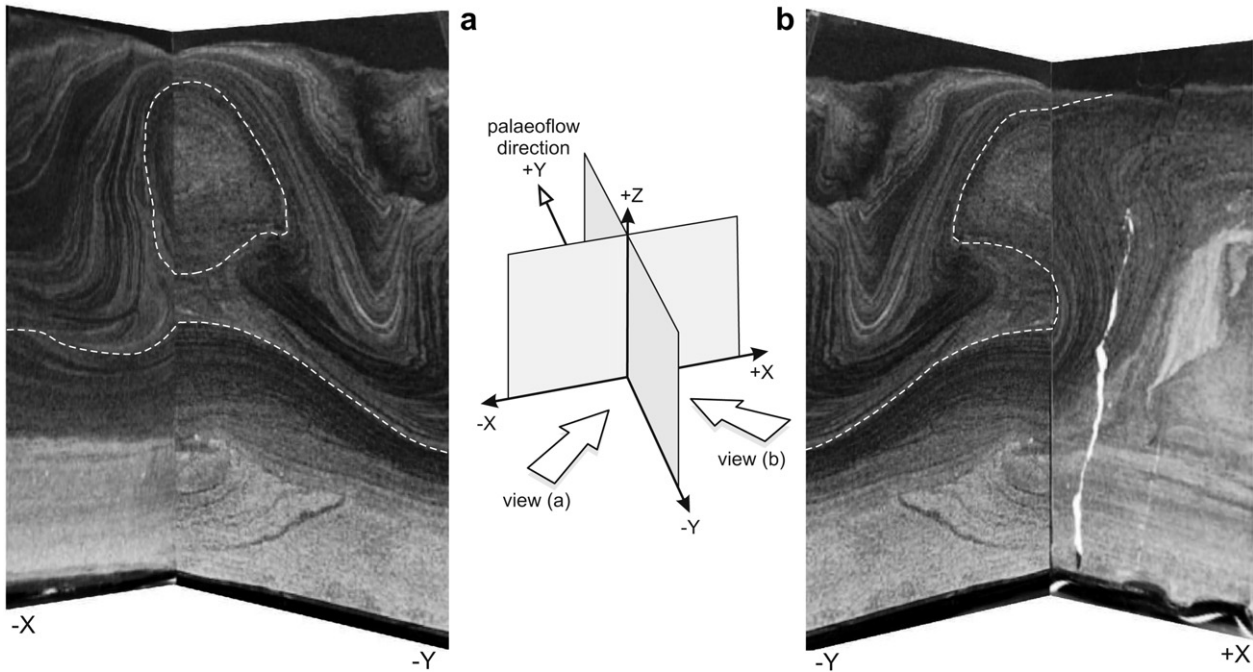 a
b
palaeoflow
direction
+Y
+Z
-X
+X
view (a)
view (b)
-Y
-X
-Y
-Y
+X